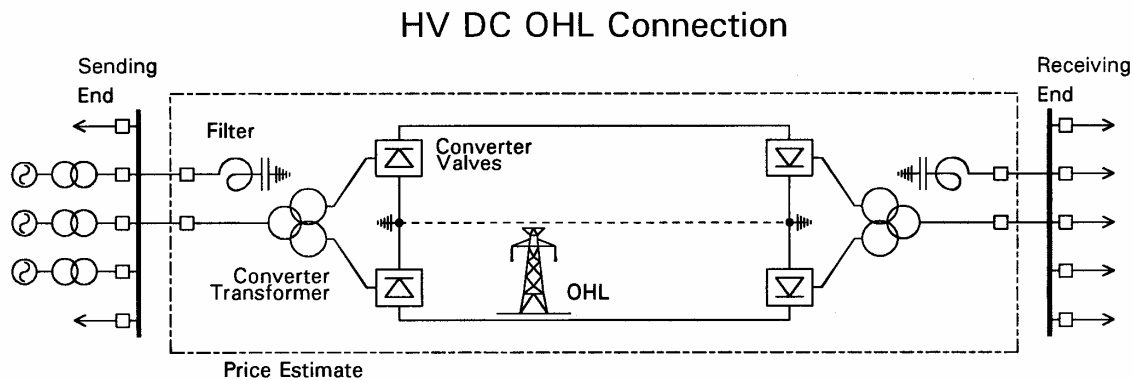 HV DC OHL Connection
Sending
End
Receiving
End
Filter
Converter
Valves
Converter
Transformer
OHL
Price Estimate